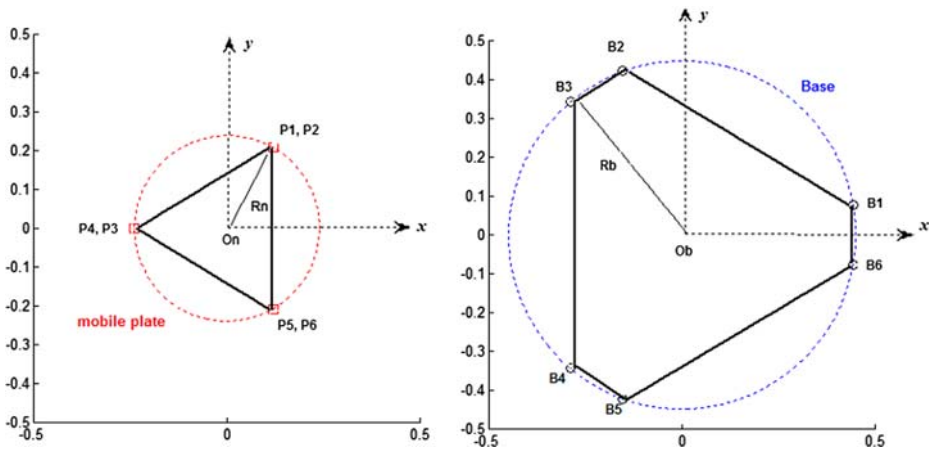 y
0.5
0.4
0.3
0.2
0.1
0
-0.1
-0.2
-0.3
-0.4
-0.5
0
0.5
P1, P2
Rn
P4, P3
On
x
mobile plate
P5, P6
y
0.5
0.4
0.3
0.2
0.1
0
-0.1
-0.2
-0.3
-0.4
-0.5
-0.5
0
0.5
B2
B3
Base
Rb
B1
x
Ob
B6
B4
B5